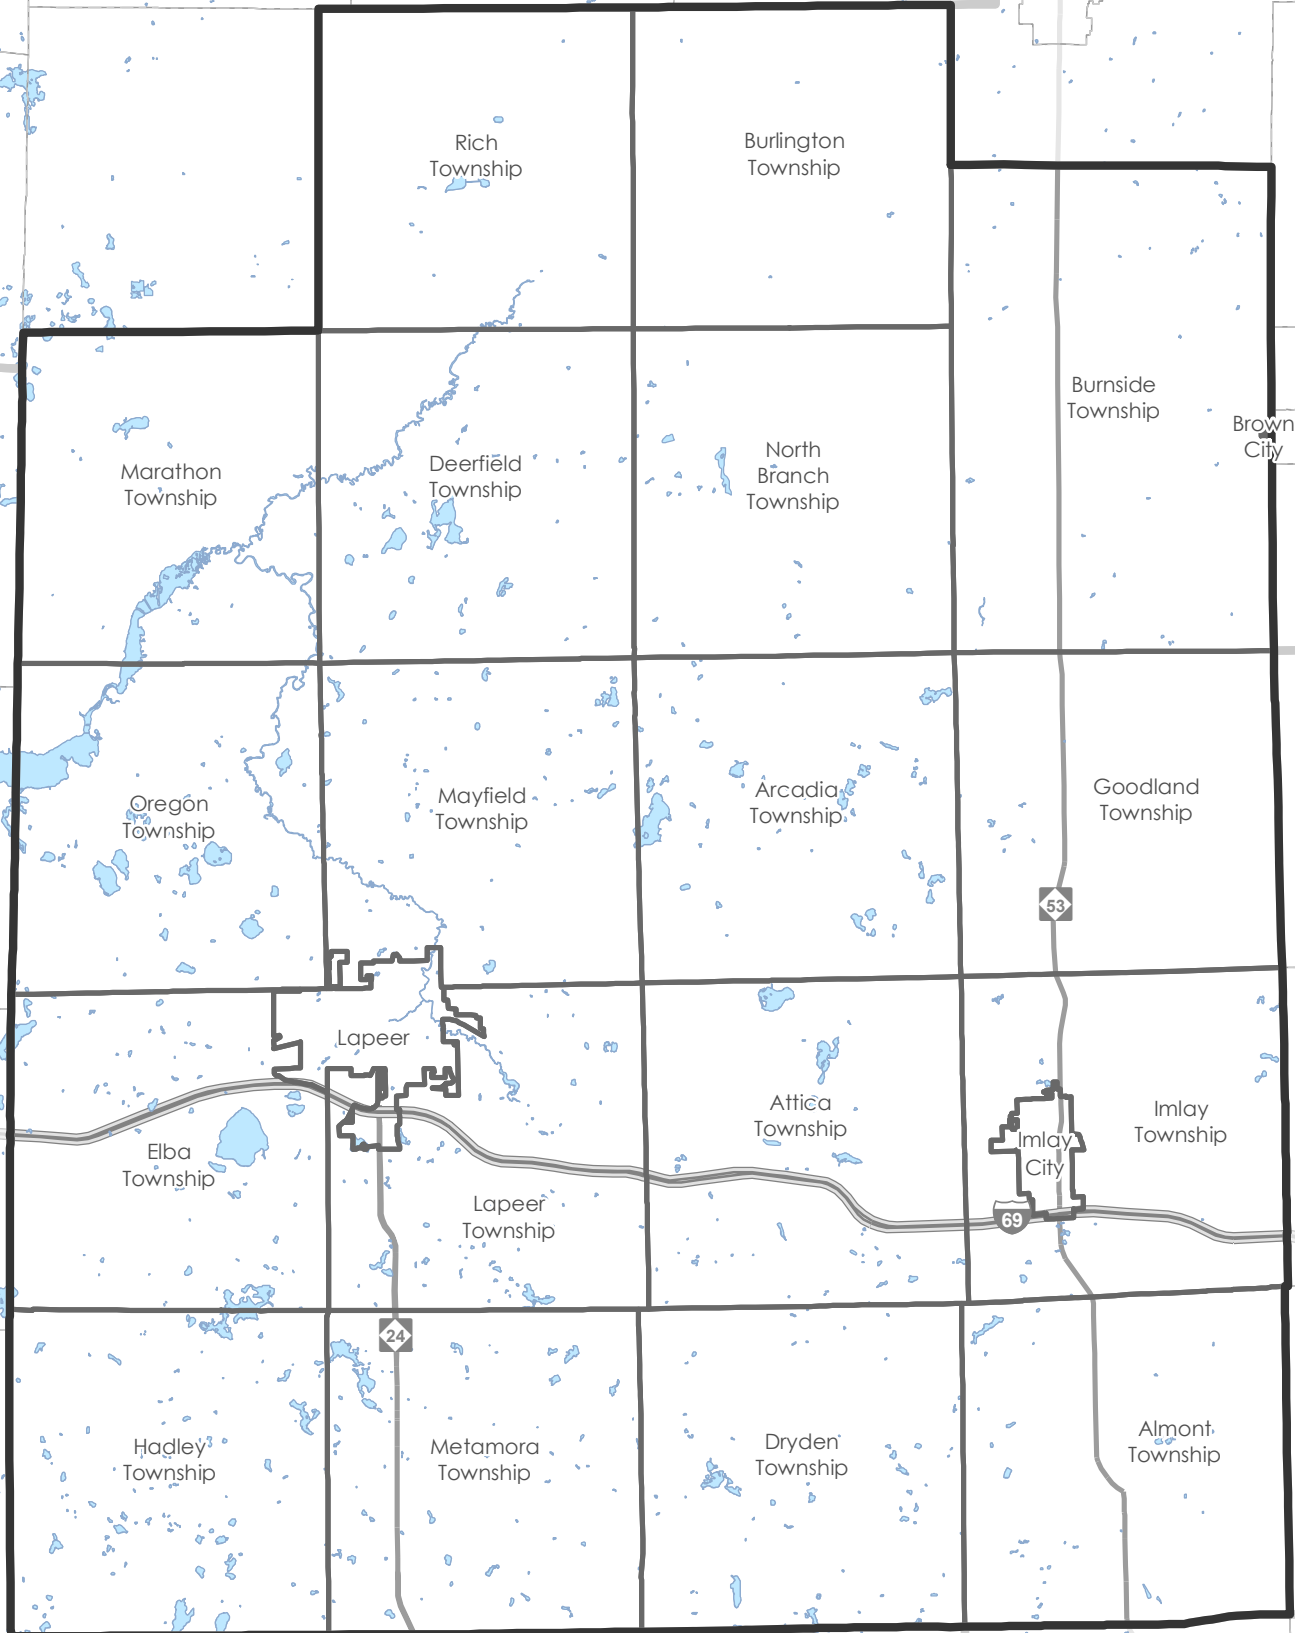 Rich
Township
Burlington
Township
Burnside
Township
Brown
City
Marathon
Township
Deerfield
Township
North
Branch
Township
Oregon
Township
Mayfield
Township
Arcadia
Township
Goodland
Township
53
Lapeer
Elba
Township
Lapeer
Township
Attica
Township
Imlay
City
Imlay
Township
69
24
Hadley
Township
Metamora
Township
Dryden
Township
Almont
Township